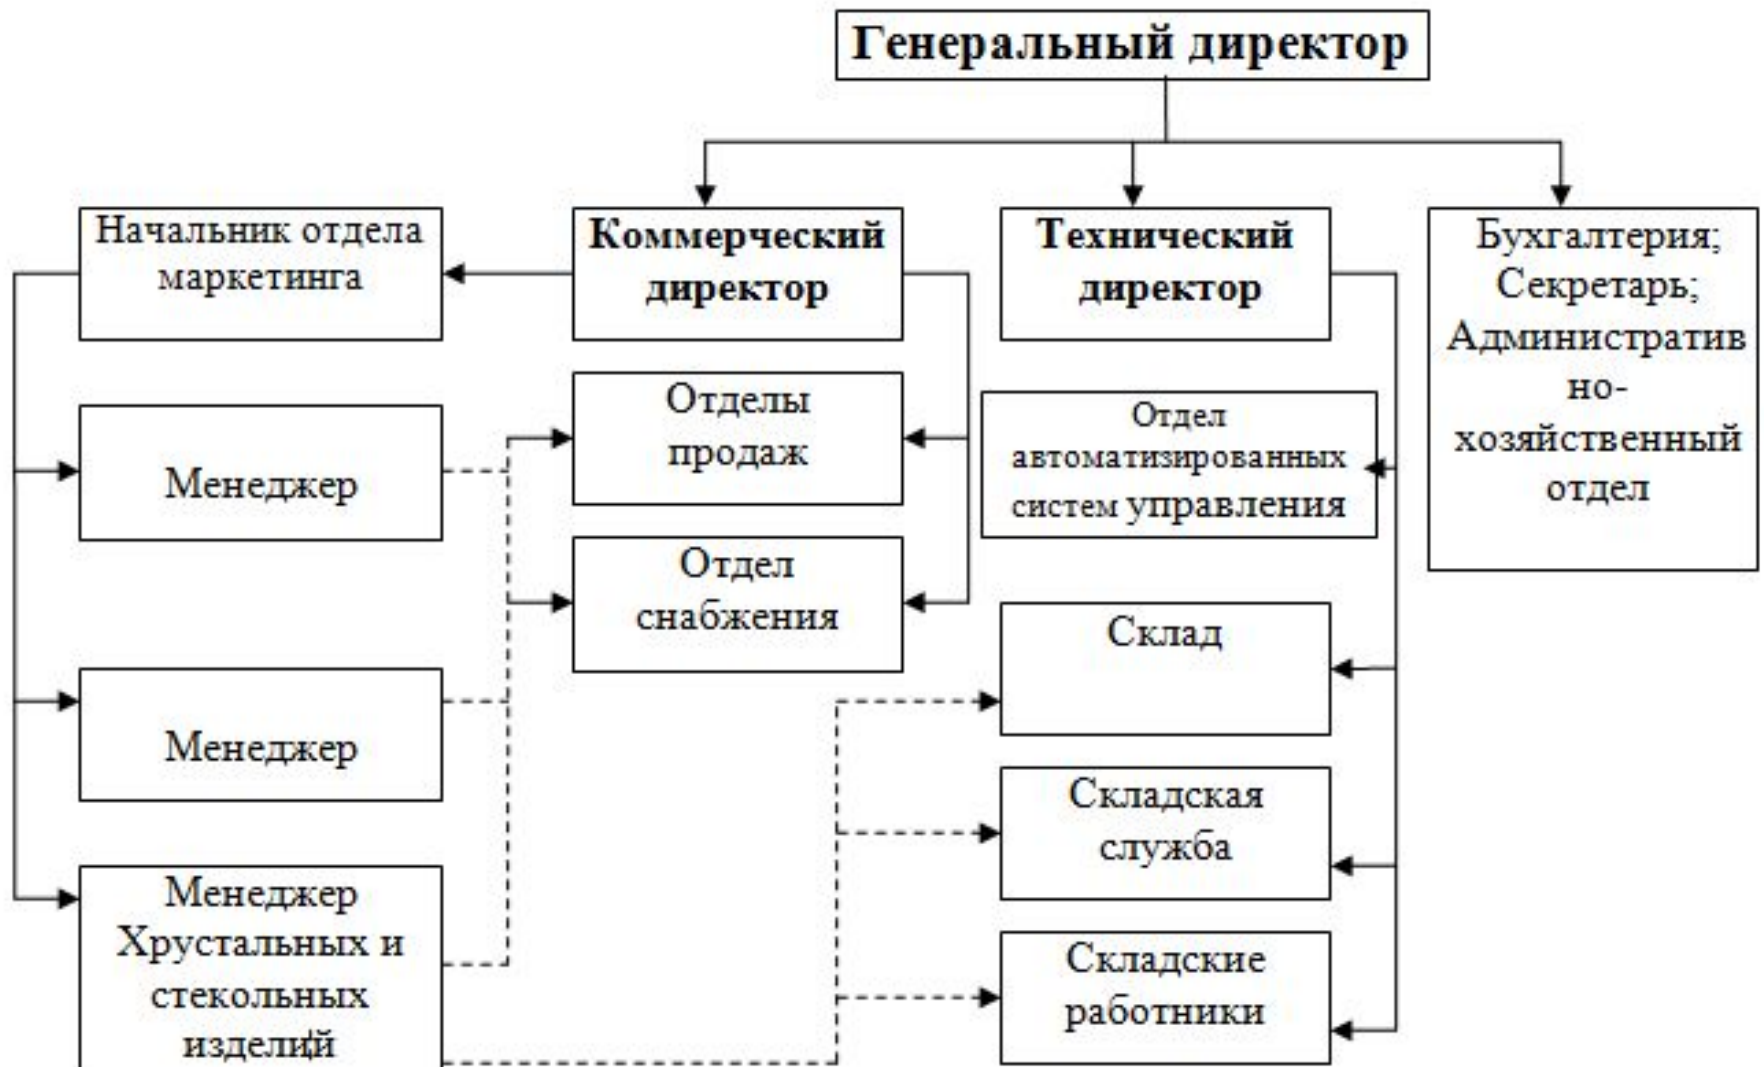 Генеральный директор
Начальник отдела
маркетинга
Коммерческий
директор
Технический
директор
Бухгалтерия;
Секретарь;
Административ
но-
хозяйственный
отдел
Менеджер
Отделы
продаж
Отдел
автоматизированных
систем управления
Отдел
снабжения
Склад
Менеджер
Складская
служба
Менеджер
Хрустальных и
стекольных
изделий
Складские
работники